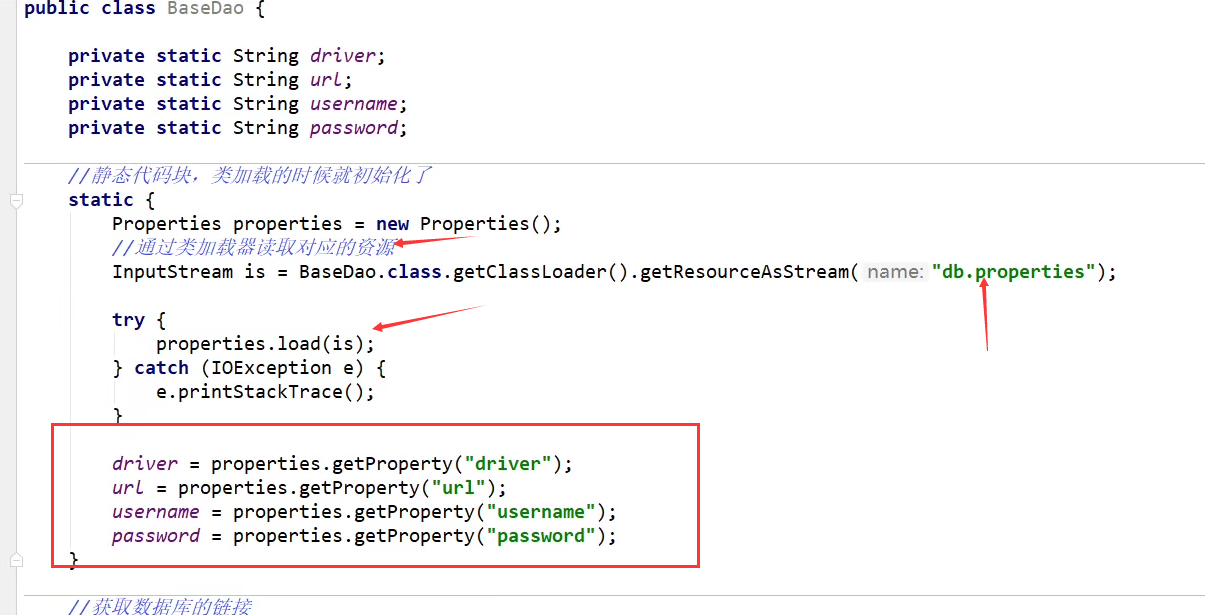 public class BaseDao {
private static String driver;
private static String url;
private static String username;
private static String password;
//静态代码块，类加载的时候就初始化了
static {
Properties properties = new Properties();
//通过类加载器读取对应的资源
InputStream is = BaseDao.class.getClassLoader().getResourceAsStream( name: "db.properties");
try {
properties.load(is);
} catch (IOException e) {
e.printStackTrace();
}
driver = properties.getProperty("driver");
url = properties.getProperty("url");
username = properties.getProperty("username");
password = properties.getProperty("password");
}
//获取数据库的链接